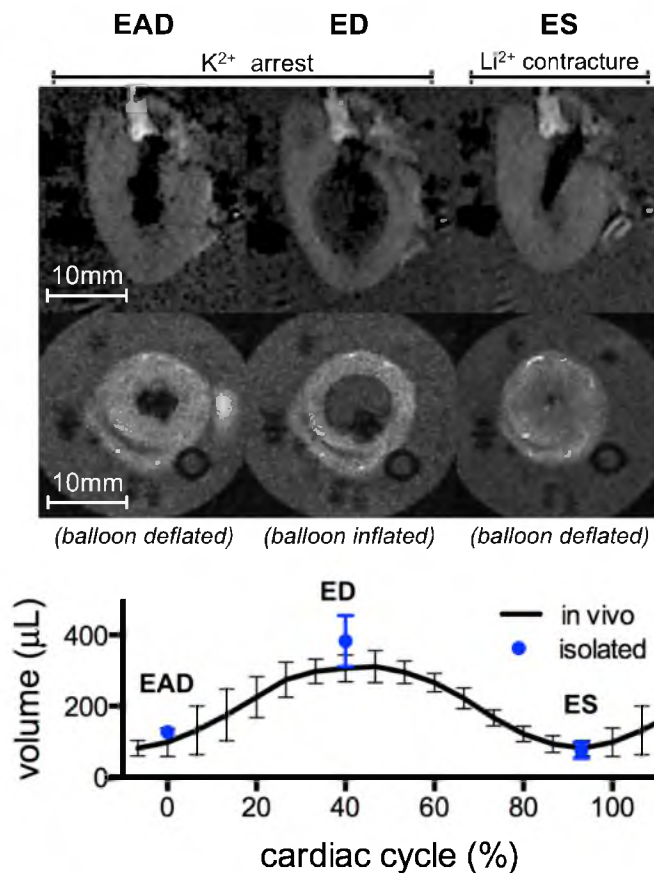 EAD ED ES
K²⁺ arrest Li²⁺ contracture
10mm
10mm
(balloon deflated) (balloon inflated) (balloon deflated)
volume (μL)
400
200
0
EAD
ED
ES
in vivo
isolated
0 20 40 60 80 100
cardiac cycle (%)